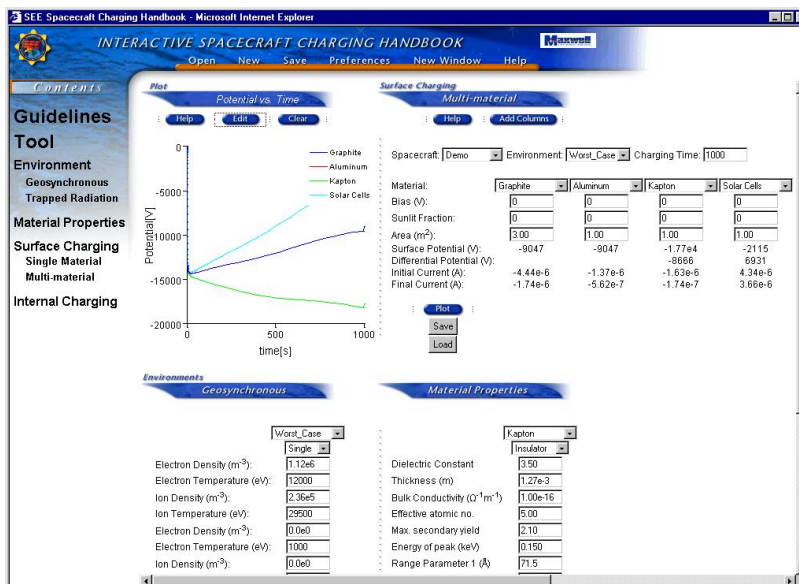 SEE Spacecraft Charging Handbook - Microsoft Internet Explorer
INTERACTIVE SPACECRAFT CHARGING HANDBOOK
Maxwell
Open New Save Preferences New Window Help
Contents
Guidelines
Tool
Environment
Geosynchronous
Trapped Radiation
Material Properties
Surface Charging
Single Material
Multi-material
Internal Charging
Plot
Potential vs. Time
Help Edit Clear
Potential[V]
0
-5000
-10000
-15000
-20000
0 500 1000
time[s]
Graphite
Aluminum
Kapton
Solar Cells
Surface Charging
Multi-material
Help Add Columns
Spacecraft: Demo Environment: Worst_Case Charging Time: 1000
Material: Graphite Aluminum Kapton Solar Cells
Bias (V): 0 0 0 0
Sunlit Fraction: 0 0 0 0
Area (m²): 3.00 1.00 1.00 1.00
Surface Potential (V): -9047 -9047 -1.77e4 -2115
Differential Potential (V): -8666 6931
Initial Current (A): -4.44e-6 -1.37e-6 -1.63e-6 4.34e-6
Final Current (A): -1.74e-6 -5.62e-7 -1.74e-7 3.66e-6
Plot
Save
Load
Environments
Geosynchronous
Worst_Case
Single
Electron Density (m⁻³): 1.12e6
Electron Temperature (eV): 12000
Ion Density (m⁻³): 2.36e5
Ion Temperature (eV): 29500
Electron Density (m⁻³): 0.0e0
Electron Temperature (eV): 1000
Ion Density (m⁻³): 0.0e0
Material Properties
Kapton
Insulator
Dielectric Constant 3.50
Thickness (m) 1.27e-3
Bulk Conductivity (Ω⁻¹m⁻¹) 1.00e-16
Effective atomic no. 5.00
Max. secondary yield 2.10
Energy of peak (keV) 0.150
Range Parameter 1 (Å) 71.5